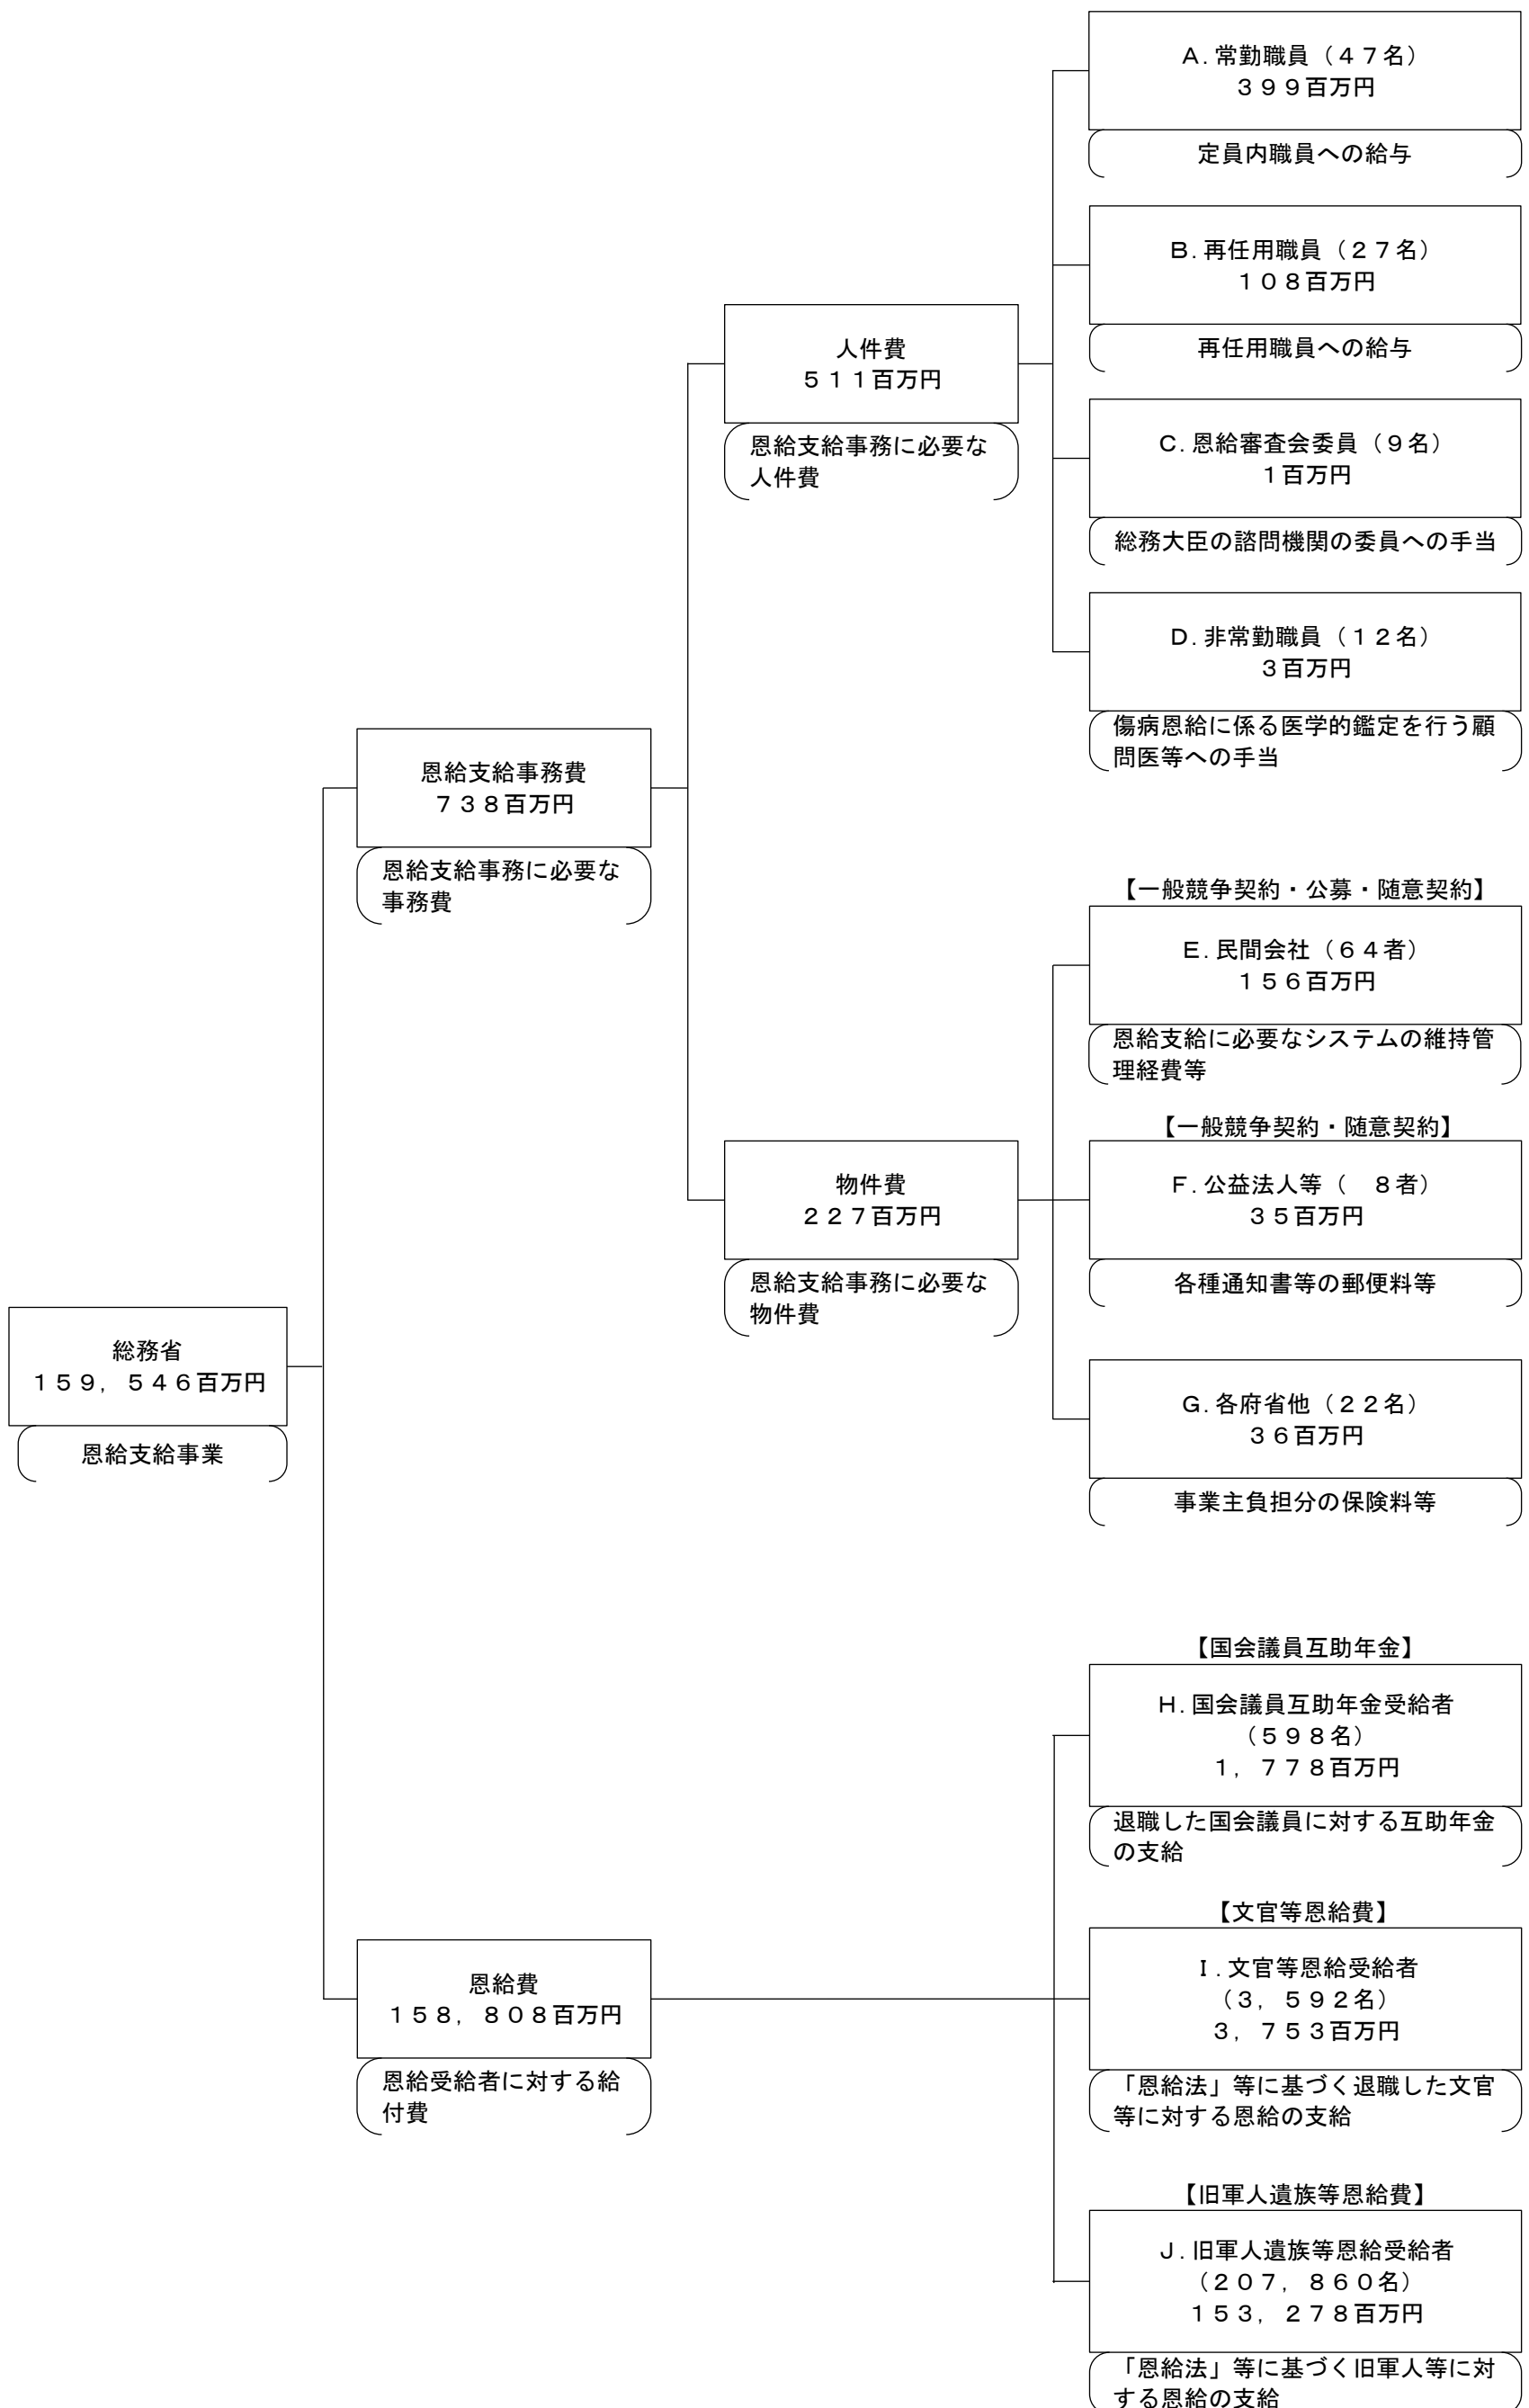 総務省
１５９，５４６百万円
恩給支給事業
恩給支給事務費
７３８百万円
恩給支給事務に必要な
事務費
人件費
５１１百万円
恩給支給事務に必要な
人件費
Ａ．常勤職員（４７名）
３９９百万円
定員内職員への給与
Ｂ．再任用職員（２７名）
１０８百万円
再任用職員への給与
Ｃ．恩給審査会委員（９名）
１百万円
総務大臣の諮問機関の委員への手当
Ｄ．非常勤職員（１２名）
３百万円
傷病恩給に係る医学的鑑定を行う顧
問医等への手当
物件費
２２７百万円
恩給支給事務に必要な
物件費
【一般競争契約・公募・随意契約】
Ｅ．民間会社（６４者）
１５６百万円
恩給支給に必要なシステムの維持管
理経費等
【一般競争契約・随意契約】
Ｆ．公益法人等（　８者）
３５百万円
各種通知書等の郵便料等
Ｇ．各府省他（２２名）
３６百万円
事業主負担分の保険料等
恩給費
１５８，８０８百万円
恩給受給者に対する給
付費
【国会議員互助年金】
Ｈ．国会議員互助年金受給者
（５９８名）
１，７７８百万円
退職した国会議員に対する互助年金
の支給
【文官等恩給費】
Ｉ．文官等恩給受給者
（３，５９２名）
３，７５３百万円
「恩給法」等に基づく退職した文官
等に対する恩給の支給
【旧軍人遺族等恩給費】
Ｊ．旧軍人遺族等恩給受給者
（２０７，８６０名）
１５３，２７８百万円
「恩給法」等に基づく旧軍人等に対
する恩給の支給